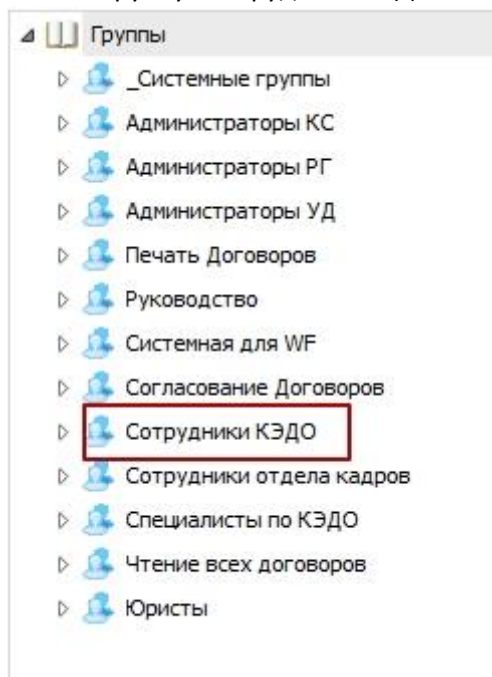 Группы
_Системные группы
Администраторы КС
Администраторы РГ
Администраторы УД
Печать Договоров
Руководство
Системная для WF
Согласование Договоров
Сотрудники КЭДО
Сотрудники отдела кадров
Специалисты по КЭДО
Чтение всех договоров
Юристы